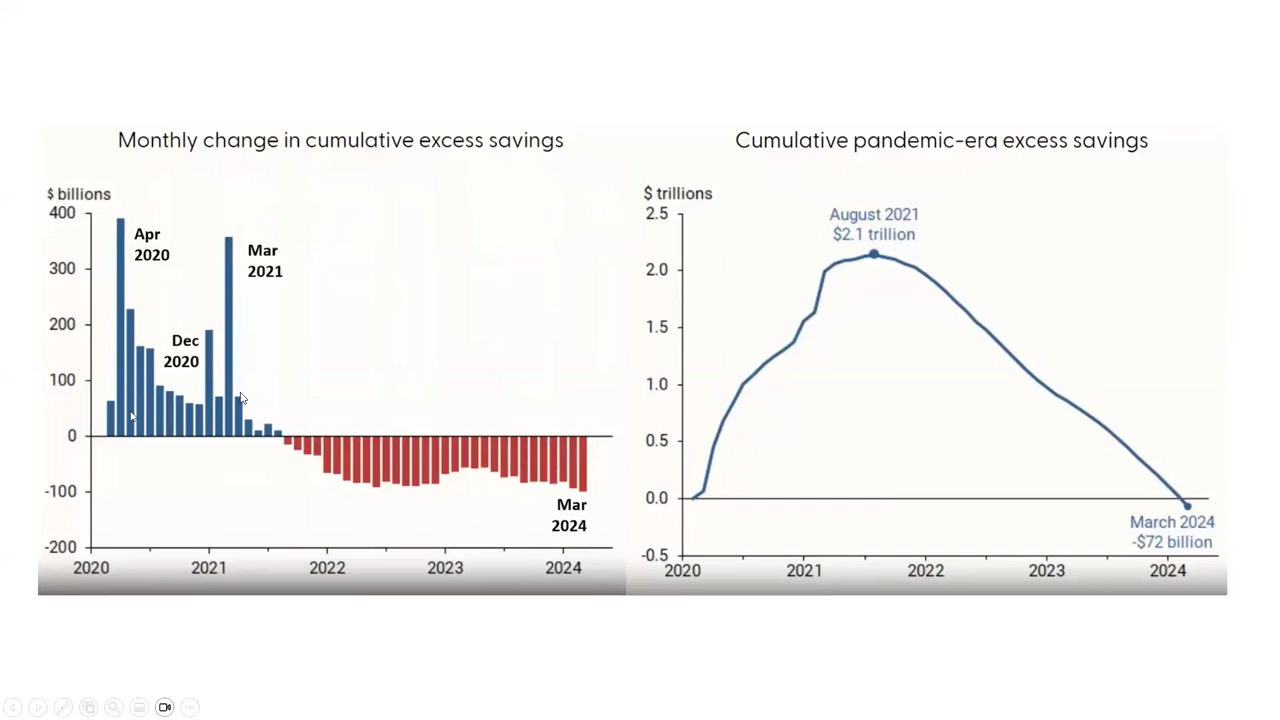 Monthly change in cumulative excess savings
$ billions
400
300
200
100
0
-100
-200
2020
2021
2022
2023
2024
Apr
2020
Dec
2020
Mar
2021
Mar
2024
Cumulative pandemic-era excess savings
$ trillions
2.5
2.0
1.5
1.0
0.5
0.0
-0.5
2020
2021
2022
2023
2024
August 2021
$2.1 trillion
March 2024
-$72 billion